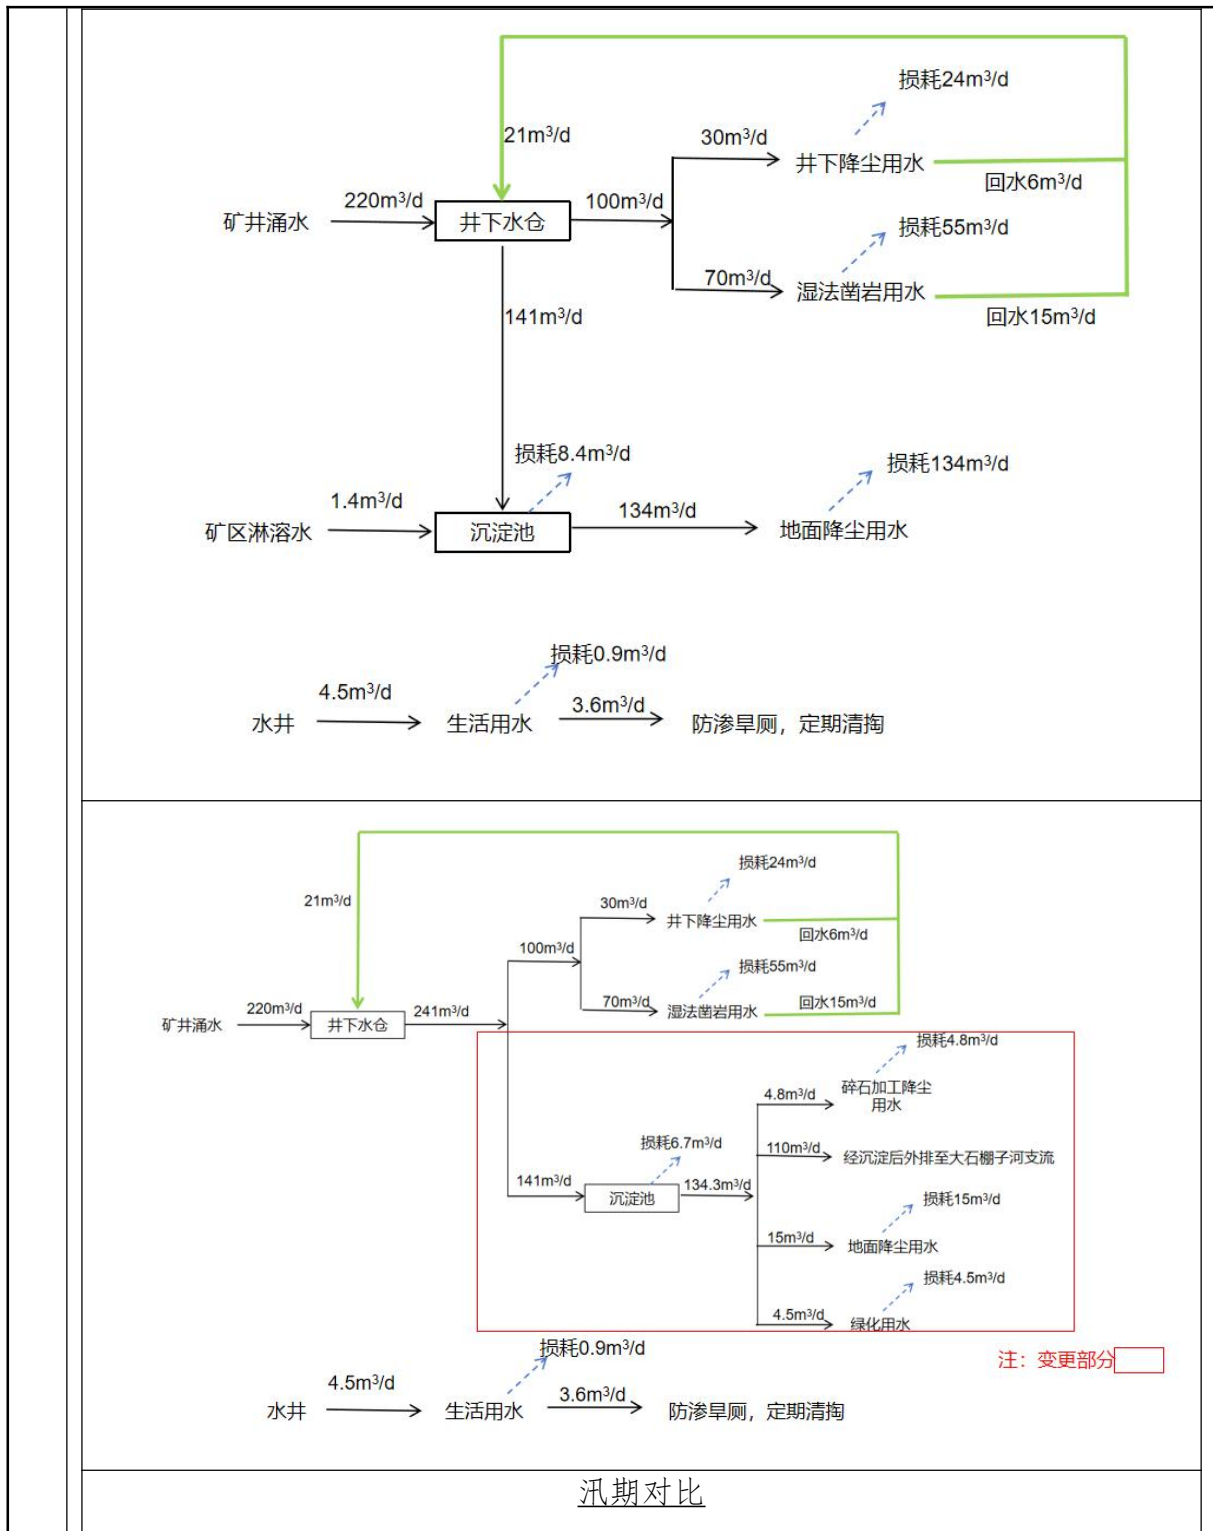 损耗24m³/d
21m³/d
30m³/d
井下降尘用水
回水6m³/d
220m³/d
100m³/d
矿井涌水
井下水仓
损耗55m³/d
70m³/d
湿法凿岩用水
回水15m³/d
141m³/d
损耗8.4m³/d
损耗134m³/d
1.4m³/d
134m³/d
矿区淋溶水
沉淀池
地面降尘用水
损耗0.9m³/d
4.5m³/d
3.6m³/d
水井
生活用水
防渗旱厕，定期清掏
损耗24m³/d
21m³/d
30m³/d
井下降尘用水
回水6m³/d
100m³/d
损耗55m³/d
70m³/d
湿法凿岩用水
回水15m³/d
220m³/d
241m³/d
矿井涌水
井下水仓
损耗4.8m³/d
4.8m³/d
碎石加工降尘
用水
损耗6.7m³/d
110m³/d
经沉淀后外排至大石棚子河支流
141m³/d
沉淀池
134.3m³/d
损耗15m³/d
15m³/d
地面降尘用水
损耗4.5m³/d
4.5m³/d
绿化用水
注：变更部分
损耗0.9m³/d
4.5m³/d
3.6m³/d
水井
生活用水
防渗旱厕，定期清掏
汛期对比